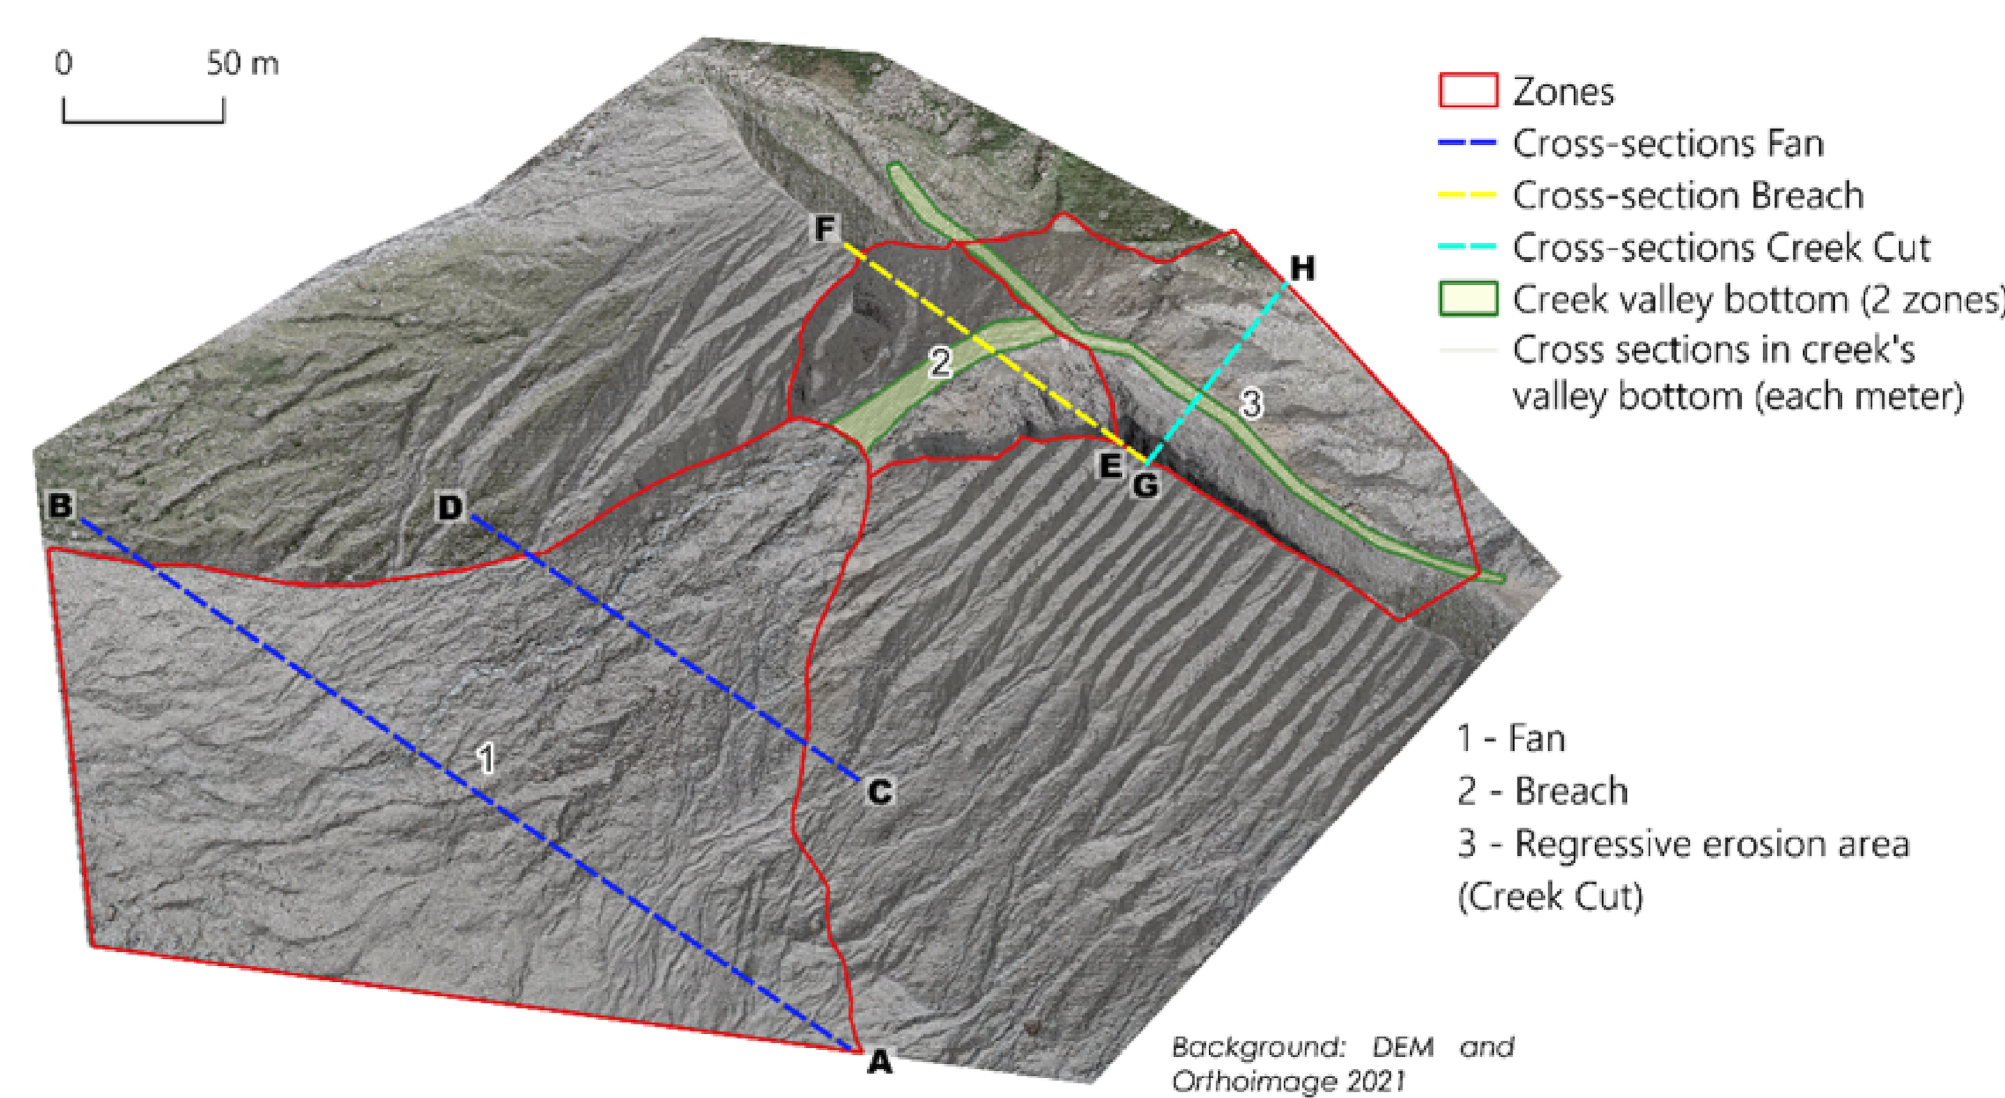 0 50 m
Zones
Cross-sections Fan
Cross-section Breach
Cross-sections Creek Cut
Creek valley bottom (2 zones)
Cross sections in creek's
valley bottom (each meter)
F
H
2
3
E
G
B
D
1
C
A
1 - Fan
2 - Breach
3 - Regressive erosion area
(Creek Cut)
Background: DEM and
Orthoimage 2021